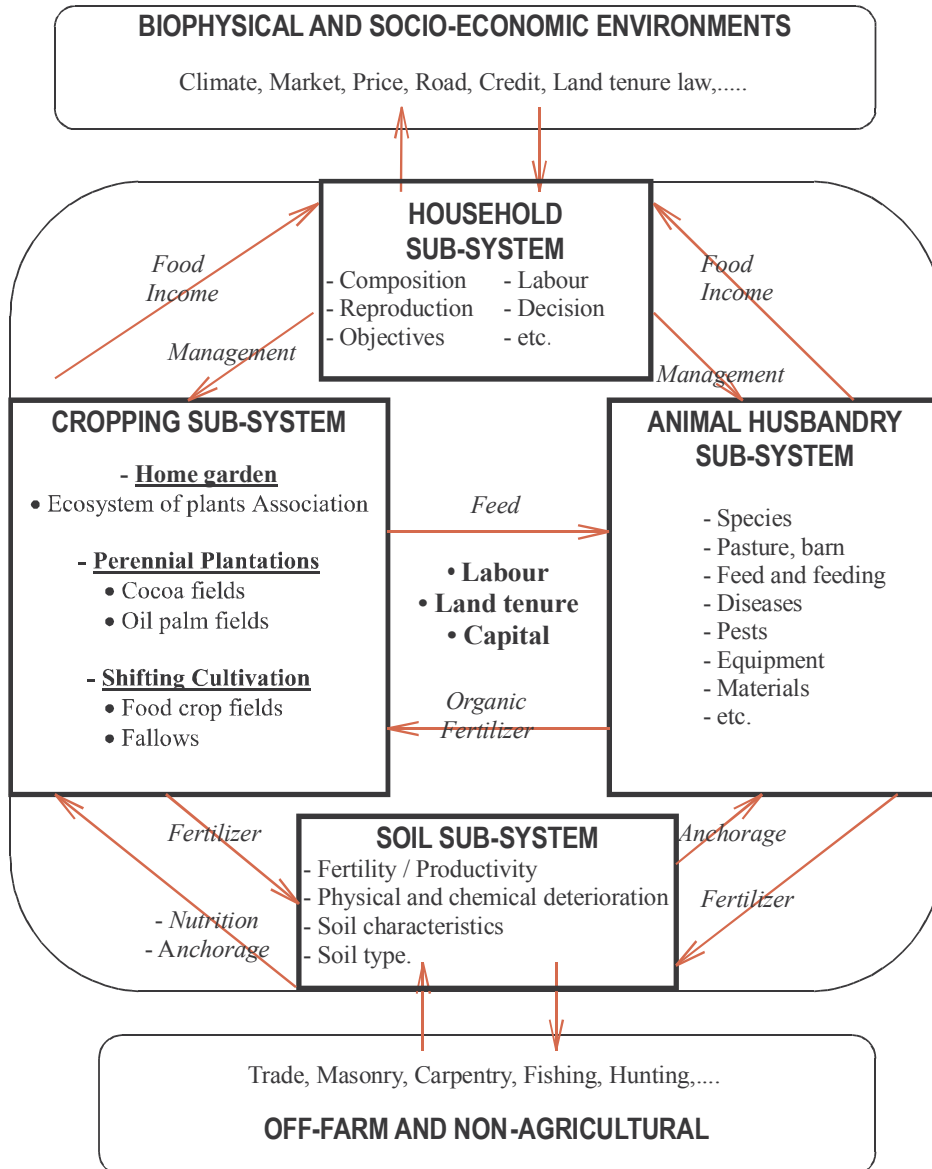 BIOPHYSICAL AND SOCIO-ECONOMIC ENVIRONMENTS
Climate, Market, Price, Road, Credit, Land tenure law,.....
HOUSEHOLD
SUB-SYSTEM
- Composition - Labour
- Reproduction - Decision
- Objectives - etc.
Food
Income
Food
Income
Management
Management
CROPPING SUB-SYSTEM
- Home garden
• Ecosystem of plants Association
- Perennial Plantations
• Cocoa fields
• Oil palm fields
- Shifting Cultivation
• Food crop fields
• Fallows
Feed
• Labour
• Land tenure
• Capital
Organic
Fertilizer
ANIMAL HUSBANDRY
SUB-SYSTEM
- Species
- Pasture, barn
- Feed and feeding
- Diseases
- Pests
- Equipment
- Materials
- etc.
Fertilizer
- Nutrition
- Anchorage
SOIL SUB-SYSTEM
- Fertility / Productivity
- Physical and chemical deterioration
- Soil characteristics
- Soil type.
Anchorage
Fertilizer
Trade, Masonry, Carpentry, Fishing, Hunting,....
OFF-FARM AND NON-AGRICULTURAL